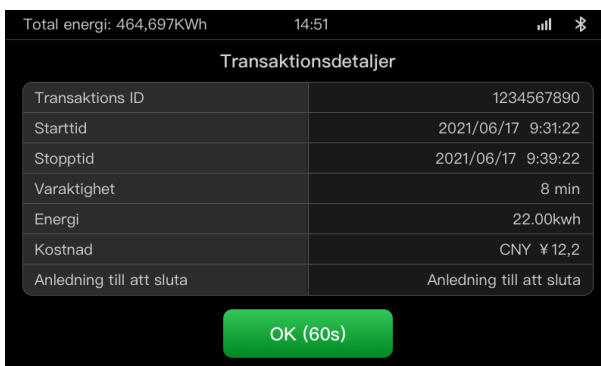 Total energi: 464,697KWh 14:51
Transaktionsdetaljer
Transaktions ID 1234567890
Starttid 2021/06/17 9:31:22
Stopptid 2021/06/17 9:39:22
Varaktighet 8 min
Energi 22.00kwh
Kostnad CNY ¥12,2
Anledning till att sluta Anledning till att sluta
OK (60s)